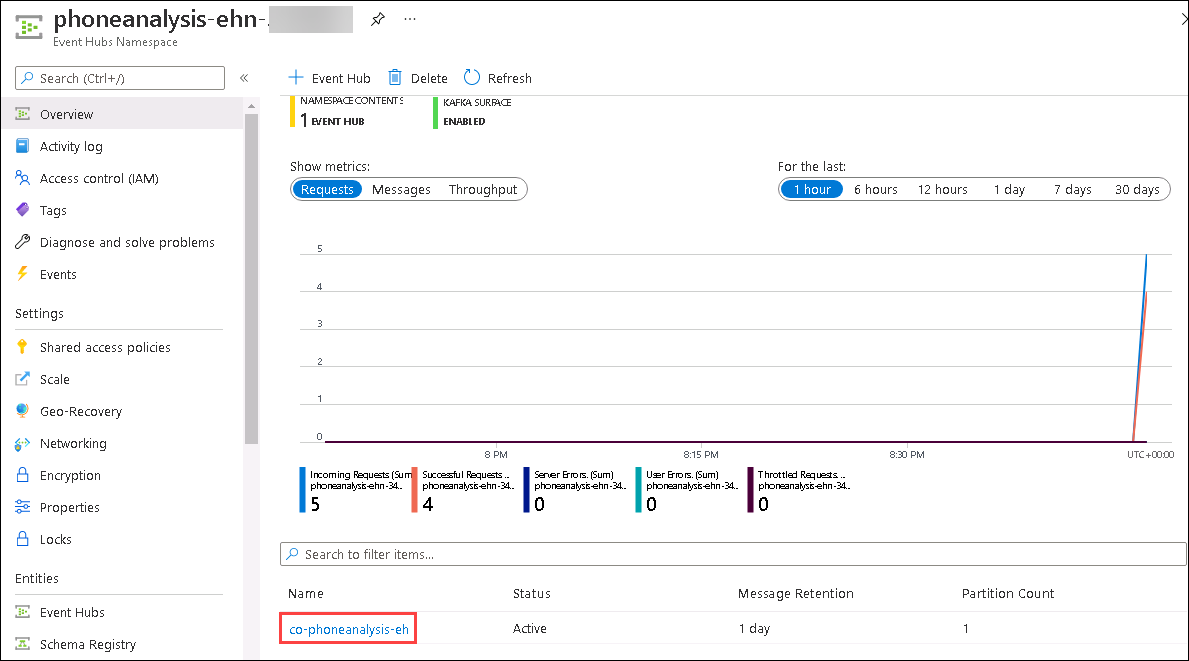 phoneanalysis-ehn-
...
Event Hubs Namespace
Search (Ctrl+/)
«
Overview
Activity log
Access control (IAM)
Tags
Diagnose and solve problems
Events
Settings
Shared access policies
Scale
Geo-Recovery
Networking
Encryption
Properties
Locks
Entities
Event Hubs
Schema Registry
Event Hub Delete Refresh
NAMESPACE CONTENTS
1 EVENT HUB
KAFKA SURFACE
ENABLED
Show metrics:
Requests Messages Throughput
For the last:
1 hour 6 hours 12 hours 1 day 7 days 30 days
5
4
3
2
1
0
8 PM 8:15 PM 8:30 PM UTC+00:00
Incoming Requests (Sum
phoneanalysis-ehn-34..
5
Successful Requests ..
phoneanalysis-ehn-34..
4
Server Errors. (Sum)
phoneanalysis-ehn-34..
0
User Errors. (Sum)
phoneanalysis-ehn-34..
0
Throttled Requests. ..
phoneanalysis-ehn-34..
0
Search to filter items...
Name Status Message Retention Partition Count
co-phoneanalysis-eh Active 1 day 1